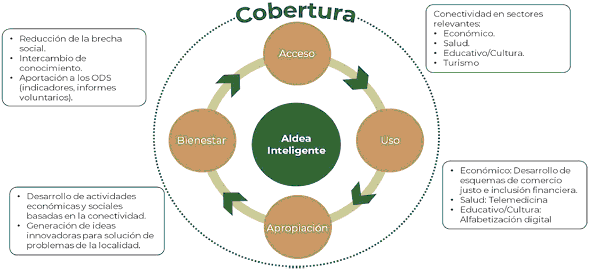 Cobertura
• Reducción de la brecha
social.
• Intercambio de
conocimiento.
• Aportación a los ODS
(indicadores, informes
voluntarios).
Conectividad en sectores
relevantes:
• Económico.
• Salud.
• Educativo/Cultura.
• Turismo
Acceso
Bienestar
Aldea
Inteligente
Uso
Apropiación
• Desarrollo de actividades
económicas y sociales
basadas en la conectividad.
• Generación de ideas
innovadoras para solución de
problemas de la localidad.
• Económico: Desarrollo de
esquemas de comercio
justo e inclusión financiera.
• Salud: Telemedicina
• Educativo/Cultura:
Alfabetización digital